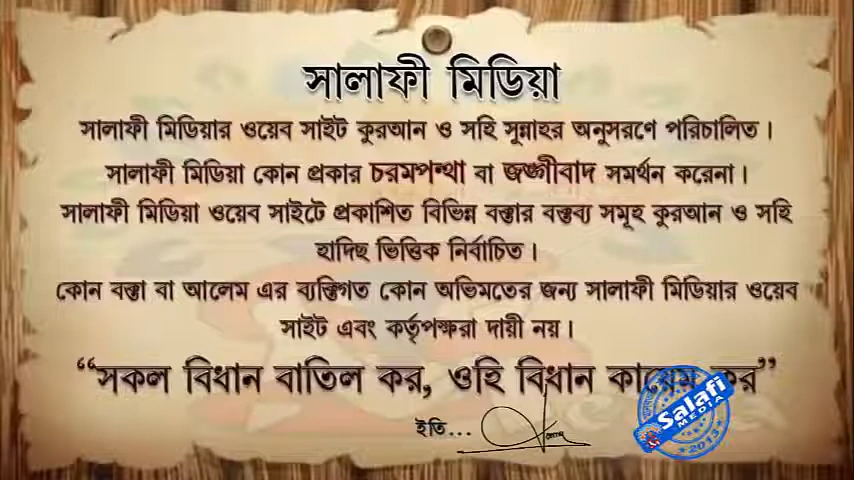 সালাফী মিডিয়া
সালাফী মিডিয়ার ওয়েব সাইট কুরআন ও সহি সুন্নাহর অনুসরণে পরিচালিত।
সালাফী মিডিয়া কোন প্রকার চরমপন্থা বা জঙ্গীবাদ সমর্থন করেনা।
সালাফী মিডিয়া ওয়েব সাইটে প্রকাশিত বিভিন্ন বক্তার বক্তব্য সমূহ কুরআন ও সহি
হাদিছ ভিত্তিক নির্বাচিত।
কোন বক্তা বা আলেম এর ব্যক্তিগত কোন অভিমতের জন্য সালাফী মিডিয়ার ওয়েব
সাইট এবং কর্তৃপক্ষরা দায়ী নয়।
“সকল বিধান বাতিল কর, ওহি বিধান কায়েম কর”
ইতি...
Salafi
MEDIA
2013